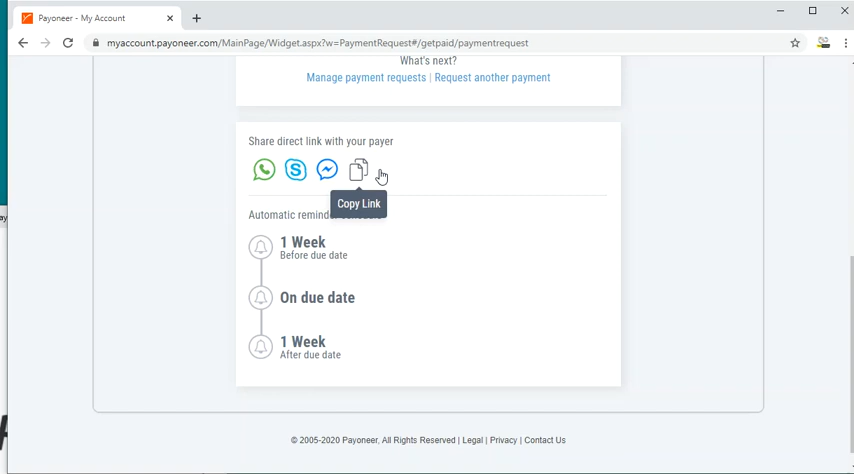 Payoneer - My Account
myaccount.payoneer.com/MainPage/Widget.aspx?w=PaymentRequest#/getpaid/paymentrequest
What's next?
Manage payment requests | Request another payment
Share direct link with your payer
Copy Link
Automatic reminder
1 Week
Before due date
On due date
1 Week
After due date
© 2005-2020 Payoneer, All Rights Reserved | Legal | Privacy | Contact Us